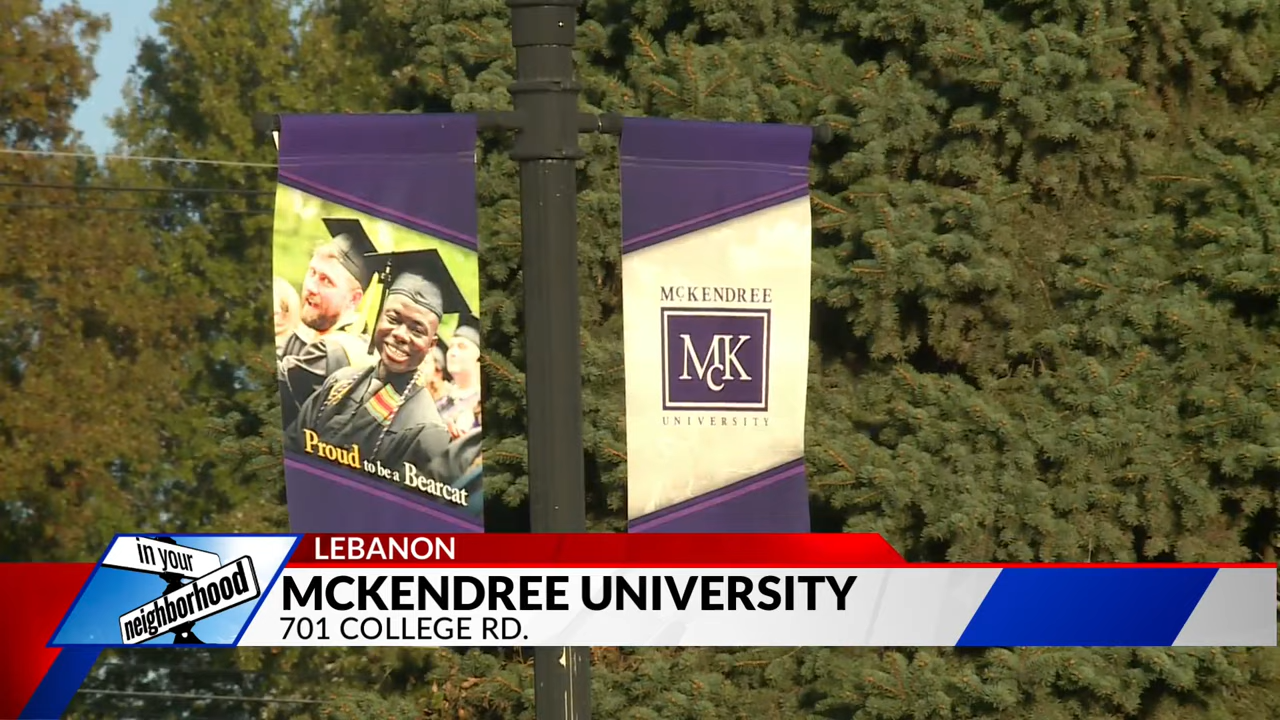 Proud to be a Bearcat
McKENDREE
McK
UNIVERSITY
LEBANON
in your
neighborhood
MCKENDREE UNIVERSITY
701 COLLEGE RD.